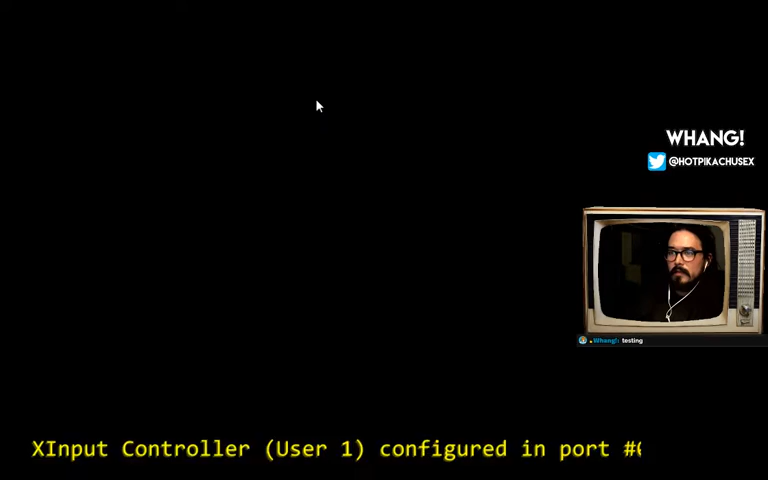 WHANG!
@HOTPIKACHUSEX
Whang!: testing
XInput Controller (User 1) configured in port #